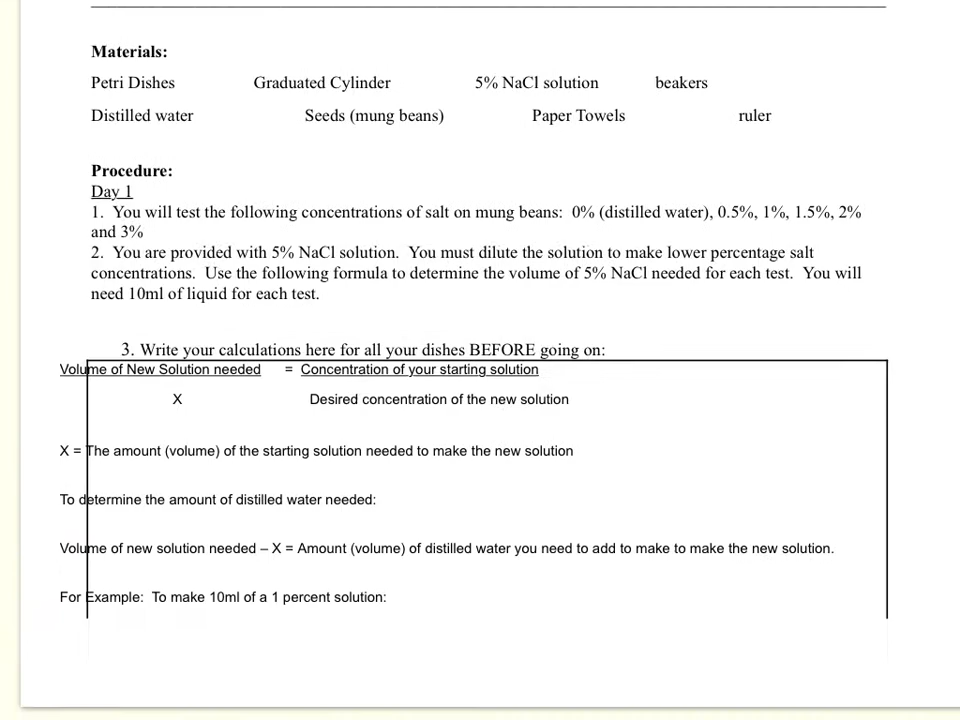 Materials:
Petri Dishes Graduated Cylinder 5% NaCl solution beakers
Distilled water Seeds (mung beans) Paper Towels ruler
Procedure:
Day 1
1. You will test the following concentrations of salt on mung beans: 0% (distilled water), 0.5%, 1%, 1.5%, 2%
and 3%
2. You are provided with 5% NaCl solution. You must dilute the solution to make lower percentage salt
concentrations. Use the following formula to determine the volume of 5% NaCl needed for each test. You will
need 10ml of liquid for each test.
3. Write your calculations here for all your dishes BEFORE going on:
Volume of New Solution needed = Concentration of your starting solution
X Desired concentration of the new solution
X = The amount (volume) of the starting solution needed to make the new solution
To determine the amount of distilled water needed:
Volume of new solution needed – X = Amount (volume) of distilled water you need to add to make to make the new solution.
For Example: To make 10ml of a 1 percent solution: